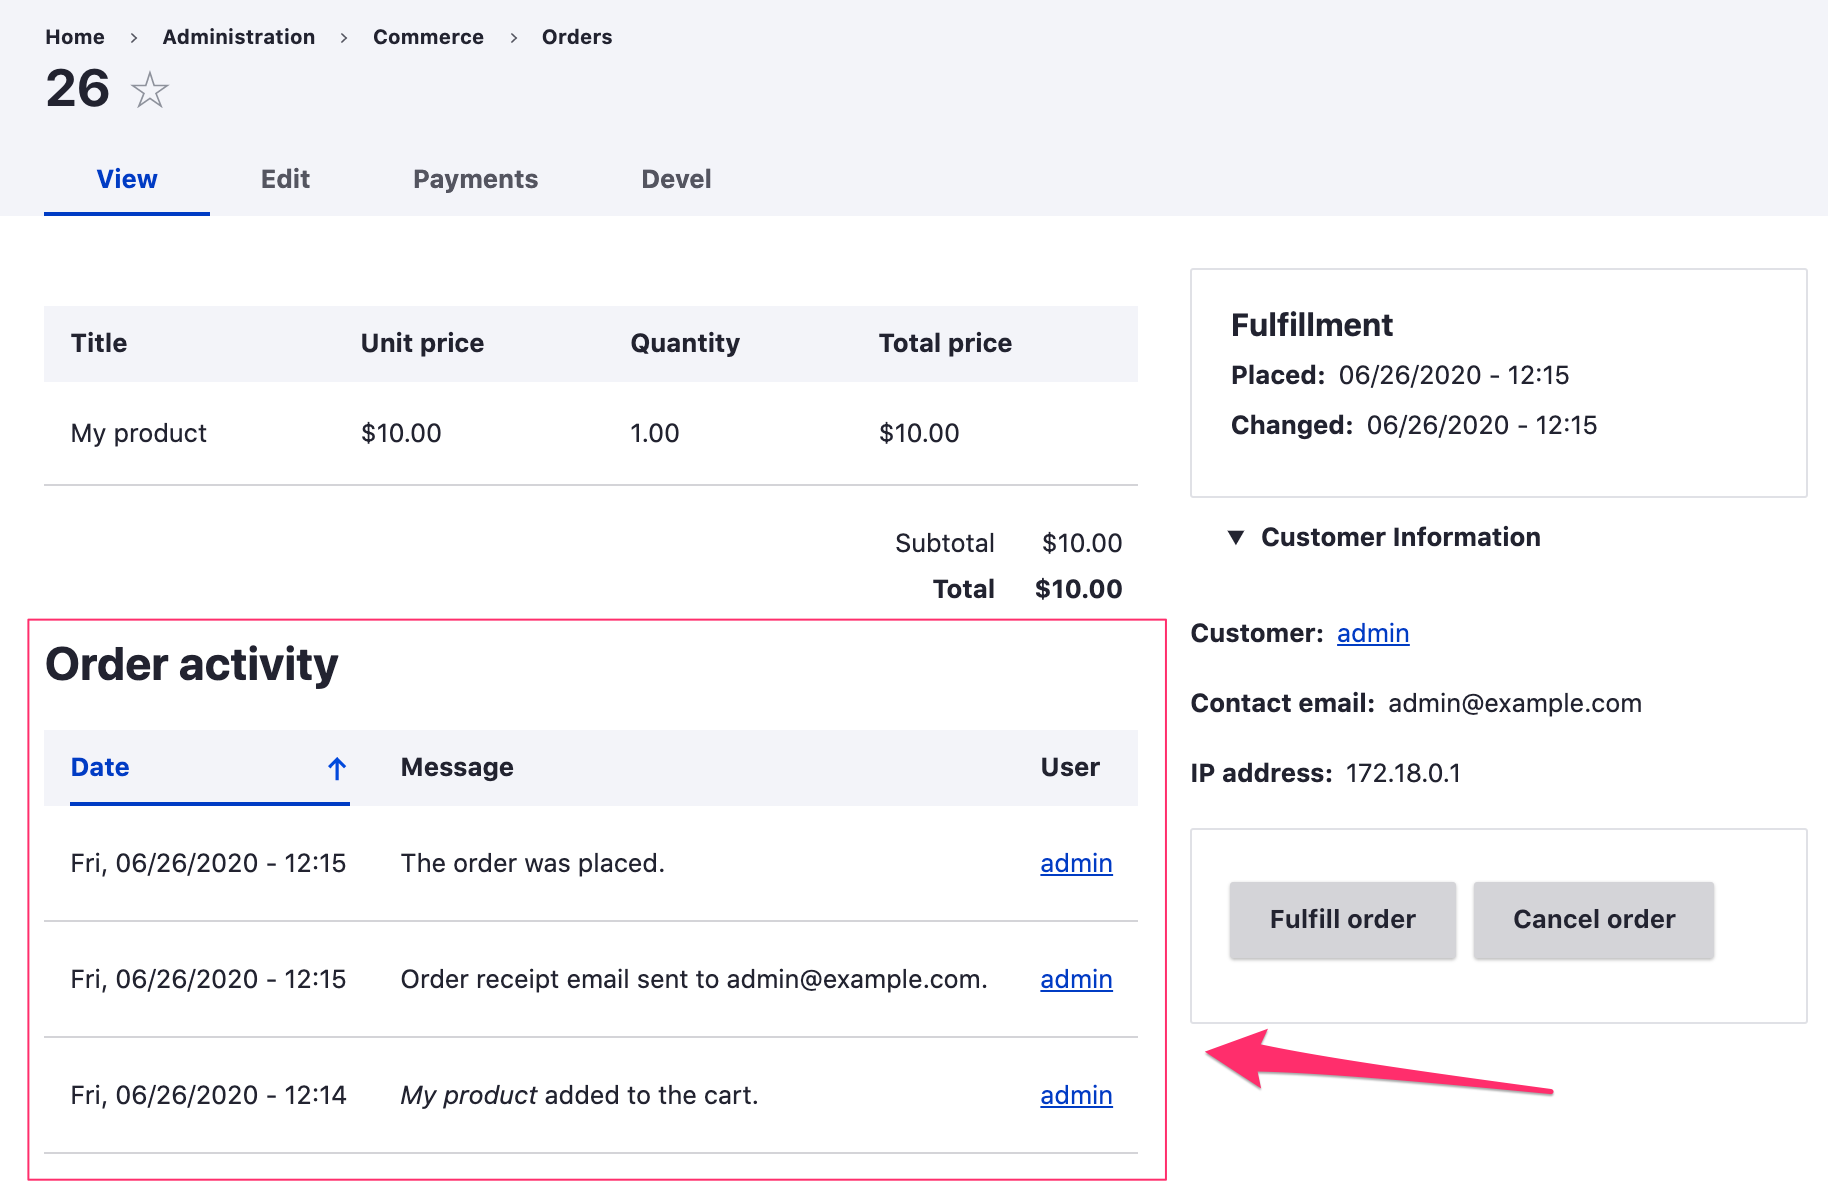 Home > Administration > Commerce > Orders
26
View Edit Payments Devel
Title Unit price Quantity Total price
My product $10.00 1.00 $10.00
Subtotal $10.00
Total $10.00
Order activity
Date Message User
Fri, 06/26/2020 - 12:15 The order was placed. admin
Fri, 06/26/2020 - 12:15 Order receipt email sent to admin@example.com. admin
Fri, 06/26/2020 - 12:14 My product added to the cart. admin
Fulfillment
Placed: 06/26/2020 - 12:15
Changed: 06/26/2020 - 12:15
Customer Information
Customer: admin
Contact email: admin@example.com
IP address: 172.18.0.1
Fulfill order Cancel order